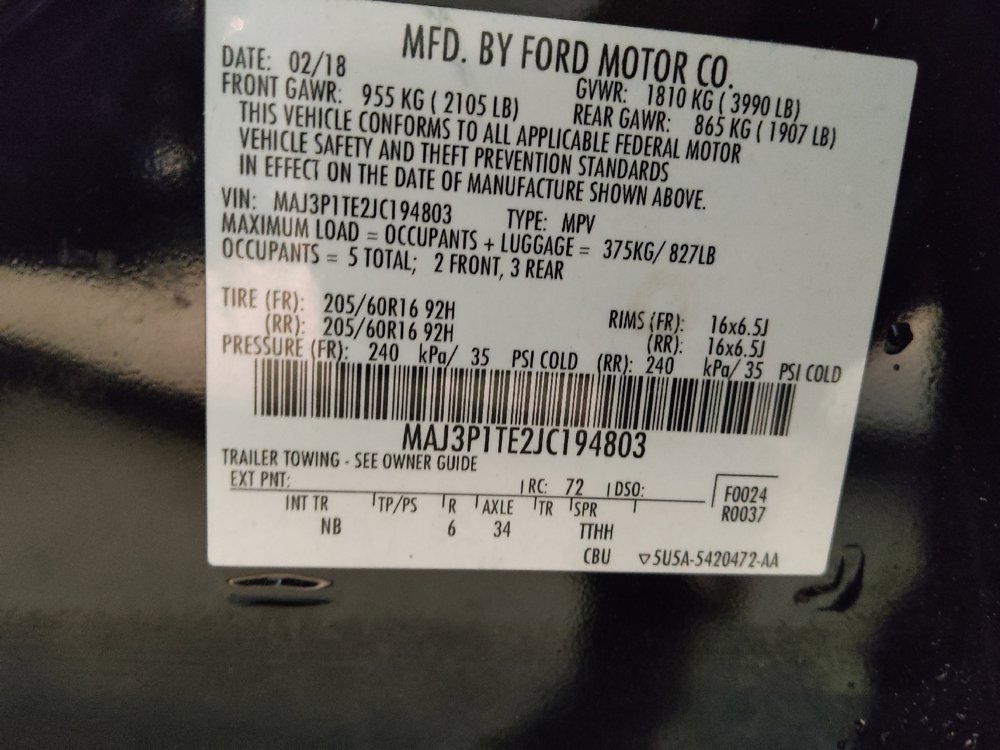 MFD. BY FORD MOTOR CO.
DATE: 02/18 GVWR: 1810 KG ( 3990 LB)
FRONT GAWR: 955 KG ( 2105 LB) REAR GAWR: 865 KG ( 1907 LB)
THIS VEHICLE CONFORMS TO ALL APPLICABLE FEDERAL MOTOR
VEHICLE SAFETY AND THEFT PREVENTION STANDARDS
IN EFFECT ON THE DATE OF MANUFACTURE SHOWN ABOVE.
VIN: MAJ3P1TE2JC194803 TYPE: MPV
MAXIMUM LOAD = OCCUPANTS + LUGGAGE = 375KG/ 827LB
OCCUPANTS = 5 TOTAL; 2 FRONT, 3 REAR
TIRE (FR): 205/60R16 92H RIMS (FR): 16x6.5J
(RR): 205/60R16 92H (RR): 16x6.5J
PRESSURE (FR): 240 kPa/ 35 PSI COLD (RR): 240 kPa/ 35 PSI COLD
MAJ3P1TE2JC194803
TRAILER TOWING - SEE OWNER GUIDE
EXT PNT: RC: 72 DSO: F0024
R0037
INT TR TP/PS R AXLE TR SPR
NB 6 34 TTHH
CBU ▽5U5A-5420472-AA